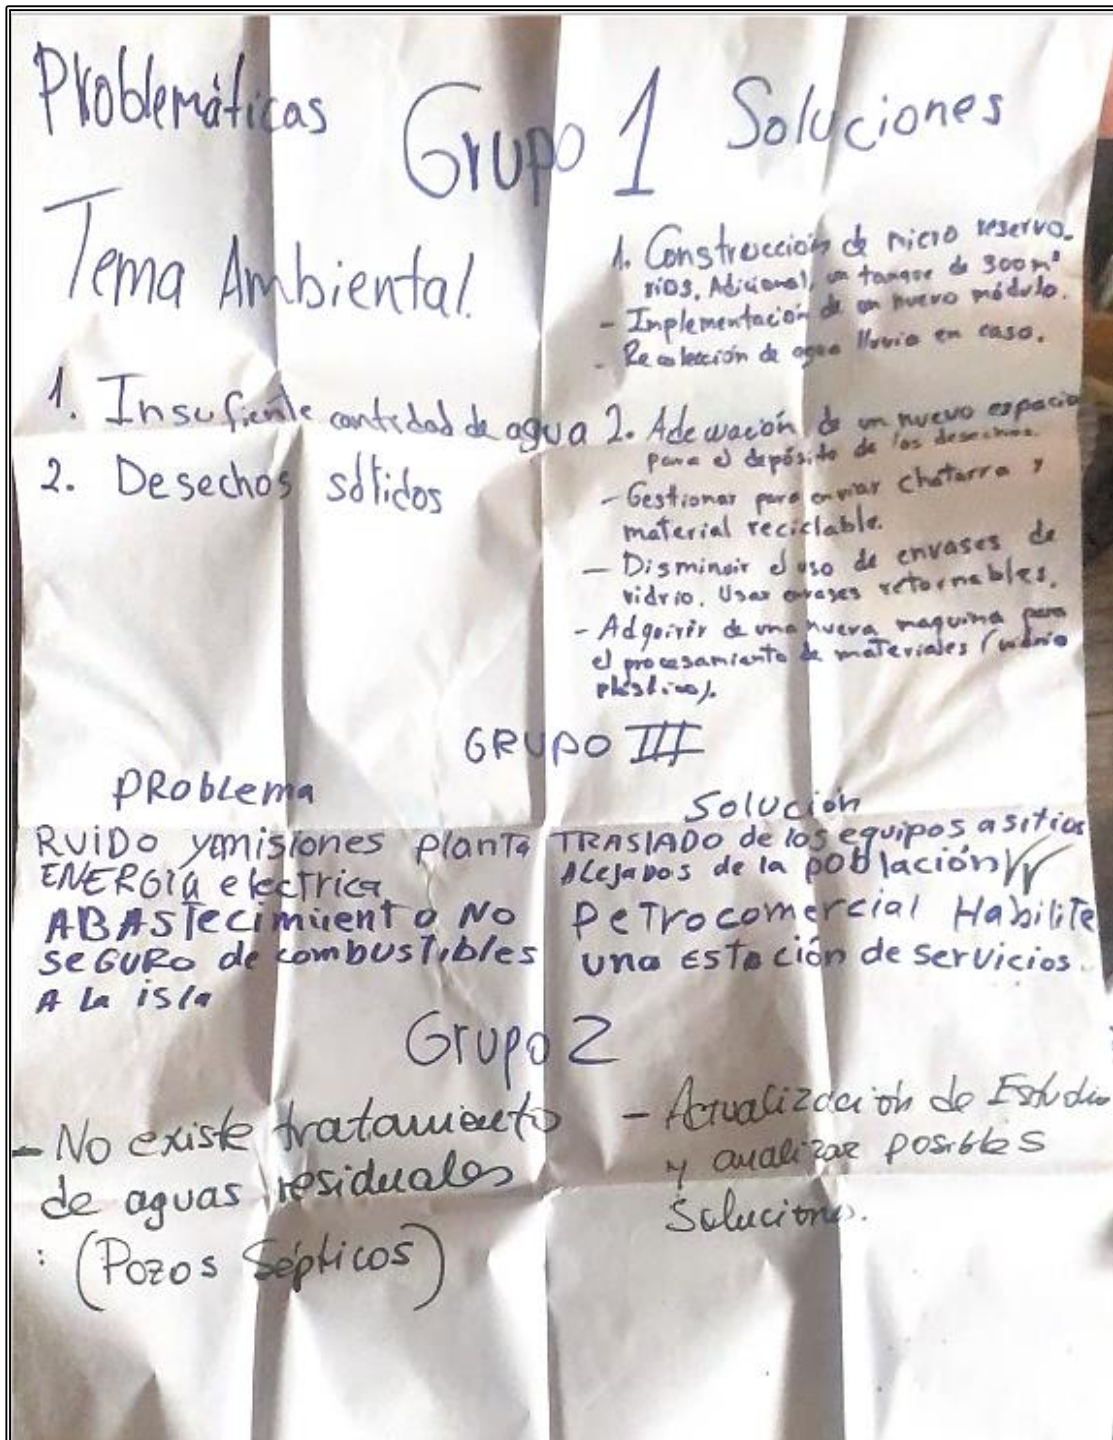 Problemáticas
Grupo 1
Soluciones
Tema Ambiental.
1. Insufiente cantidad de agua
2. Desechos sólidos
1. Construcción de micro reservo-
rios. Adicional, un tanque de 300 m³
- Implementación de un nuevo módulo.
- Recolección de agua lluvia en casa.
2. Adecuación de un nuevo espacio
para el depósito de los desechos.
- Gestionar para enviar chatarra y
material reciclable.
- Disminuir el uso de envases de
vidrio. Usar envases retornables.
- Adquirir de una nueva maquina para
el procesamiento de materiales (vidrio
plástico).
GRUPO III
PRoblema
RUIDO y emisiones planta
ENERGIA electrica
ABASTecimiento No
SeGURO de combustibles
A la isla
Solución
TRASlADO de los equipos a sitios
Alejados de la población
PeTrocomercial Habilite
una Estación de servicios.
Grupo 2
- No existe tratamiento
de aguas residuales
: (Pozos Sépticos)
- Actualización de Estudio
y analizar posibles
Soluciones.